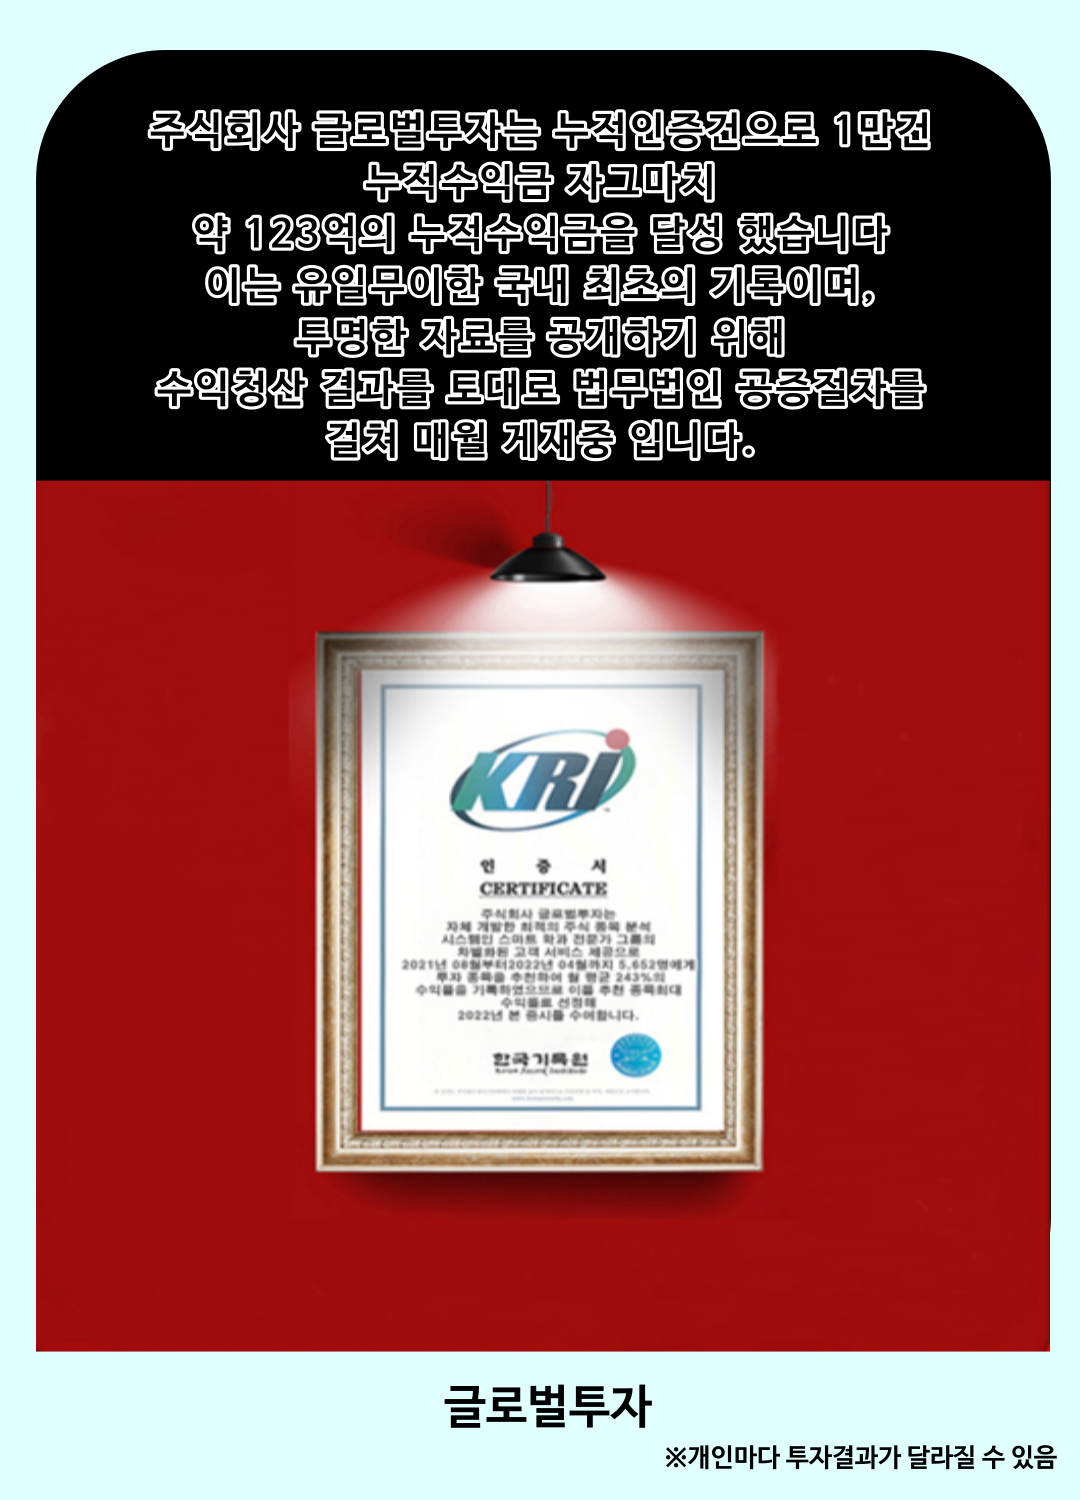 주식회사 글로벌투자는 누적인증건으로 1만건
누적수익금 자그마치
약 123억의 누적수익금을 달성 했습니다
이는 유일무이한 국내 최초의 기록이며,
투명한 자료를 공개하기 위해
수익청산 결과를 토대로 법무법인 공증절차를
걸쳐 매월 게재중 입니다.
KRI
인 증 서
CERTIFICATE
주식회사 글로벌투자는
자체 개발한 최적의 주식 종목 분석
시스템인 스마트 학과 전문가 그룹의
차별화된 고객 서비스 제공으로
2021년 08월부터2022년 04월까지 5,652명에게
투자 종목을 추천하여 월 평균 243%의
수익률을 기록하였으므로 이를 추천 종목최대
수익률로 선정해
2022년 본 증서를 수여합니다.
한국기록원
글로벌투자
※개인마다 투자결과가 달라질 수 있음